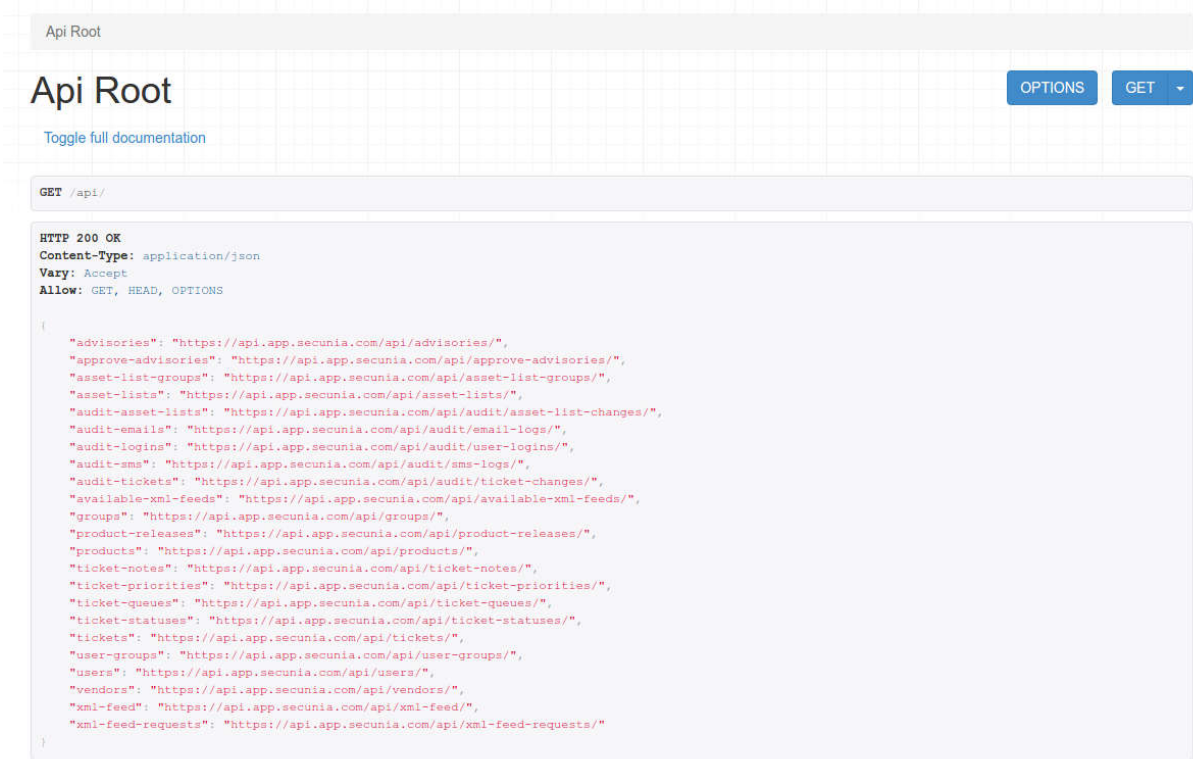 Api Root
Api Root
OPTIONS
GET
Toggle full documentation
GET /api/
HTTP 200 OK
Content-Type: application/json
Vary: Accept
Allow: GET, HEAD, OPTIONS
{
"advisories": "https://api.app.secunia.com/api/advisories/",
"approve-advisories": "https://api.app.secunia.com/api/approve-advisories/",
"asset-list-groups": "https://api.app.secunia.com/api/asset-list-groups/",
"asset-lists": "https://api.app.secunia.com/api/asset-lists/",
"audit-asset-lists": "https://api.app.secunia.com/api/audit/asset-list-changes/",
"audit-emails": "https://api.app.secunia.com/api/audit/email-logs/",
"audit-logins": "https://api.app.secunia.com/api/audit/user-logins/",
"audit-sms": "https://api.app.secunia.com/api/audit/sms-logs/",
"audit-tickets": "https://api.app.secunia.com/api/audit/ticket-changes/",
"available-xml-feeds": "https://api.app.secunia.com/api/available-xml-feeds/",
"groups": "https://api.app.secunia.com/api/groups/",
"product-releases": "https://api.app.secunia.com/api/product-releases/",
"products": "https://api.app.secunia.com/api/products/",
"ticket-notes": "https://api.app.secunia.com/api/ticket-notes/",
"ticket-priorities": "https://api.app.secunia.com/api/ticket-priorities/",
"ticket-queues": "https://api.app.secunia.com/api/ticket-queues/",
"ticket-statuses": "https://api.app.secunia.com/api/ticket-statuses/",
"tickets": "https://api.app.secunia.com/api/tickets/",
"user-groups": "https://api.app.secunia.com/api/user-groups/",
"users": "https://api.app.secunia.com/api/users/",
"vendors": "https://api.app.secunia.com/api/vendors/",
"xml-feed": "https://api.app.secunia.com/api/xml-feed/",
"xml-feed-requests": "https://api.app.secunia.com/api/xml-feed-requests/"
}